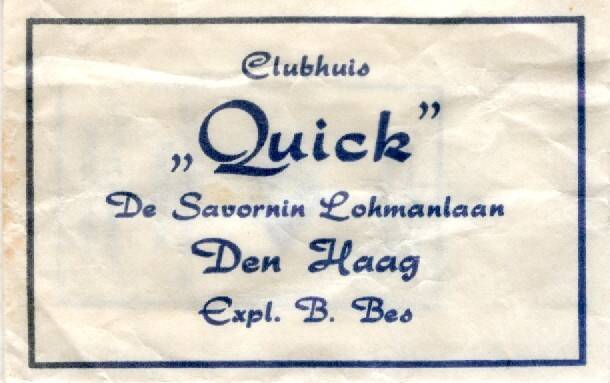 Clubhuis
„Quick”
De Savornin Lohmanlaan
Den Haag
Expl. B. Bes